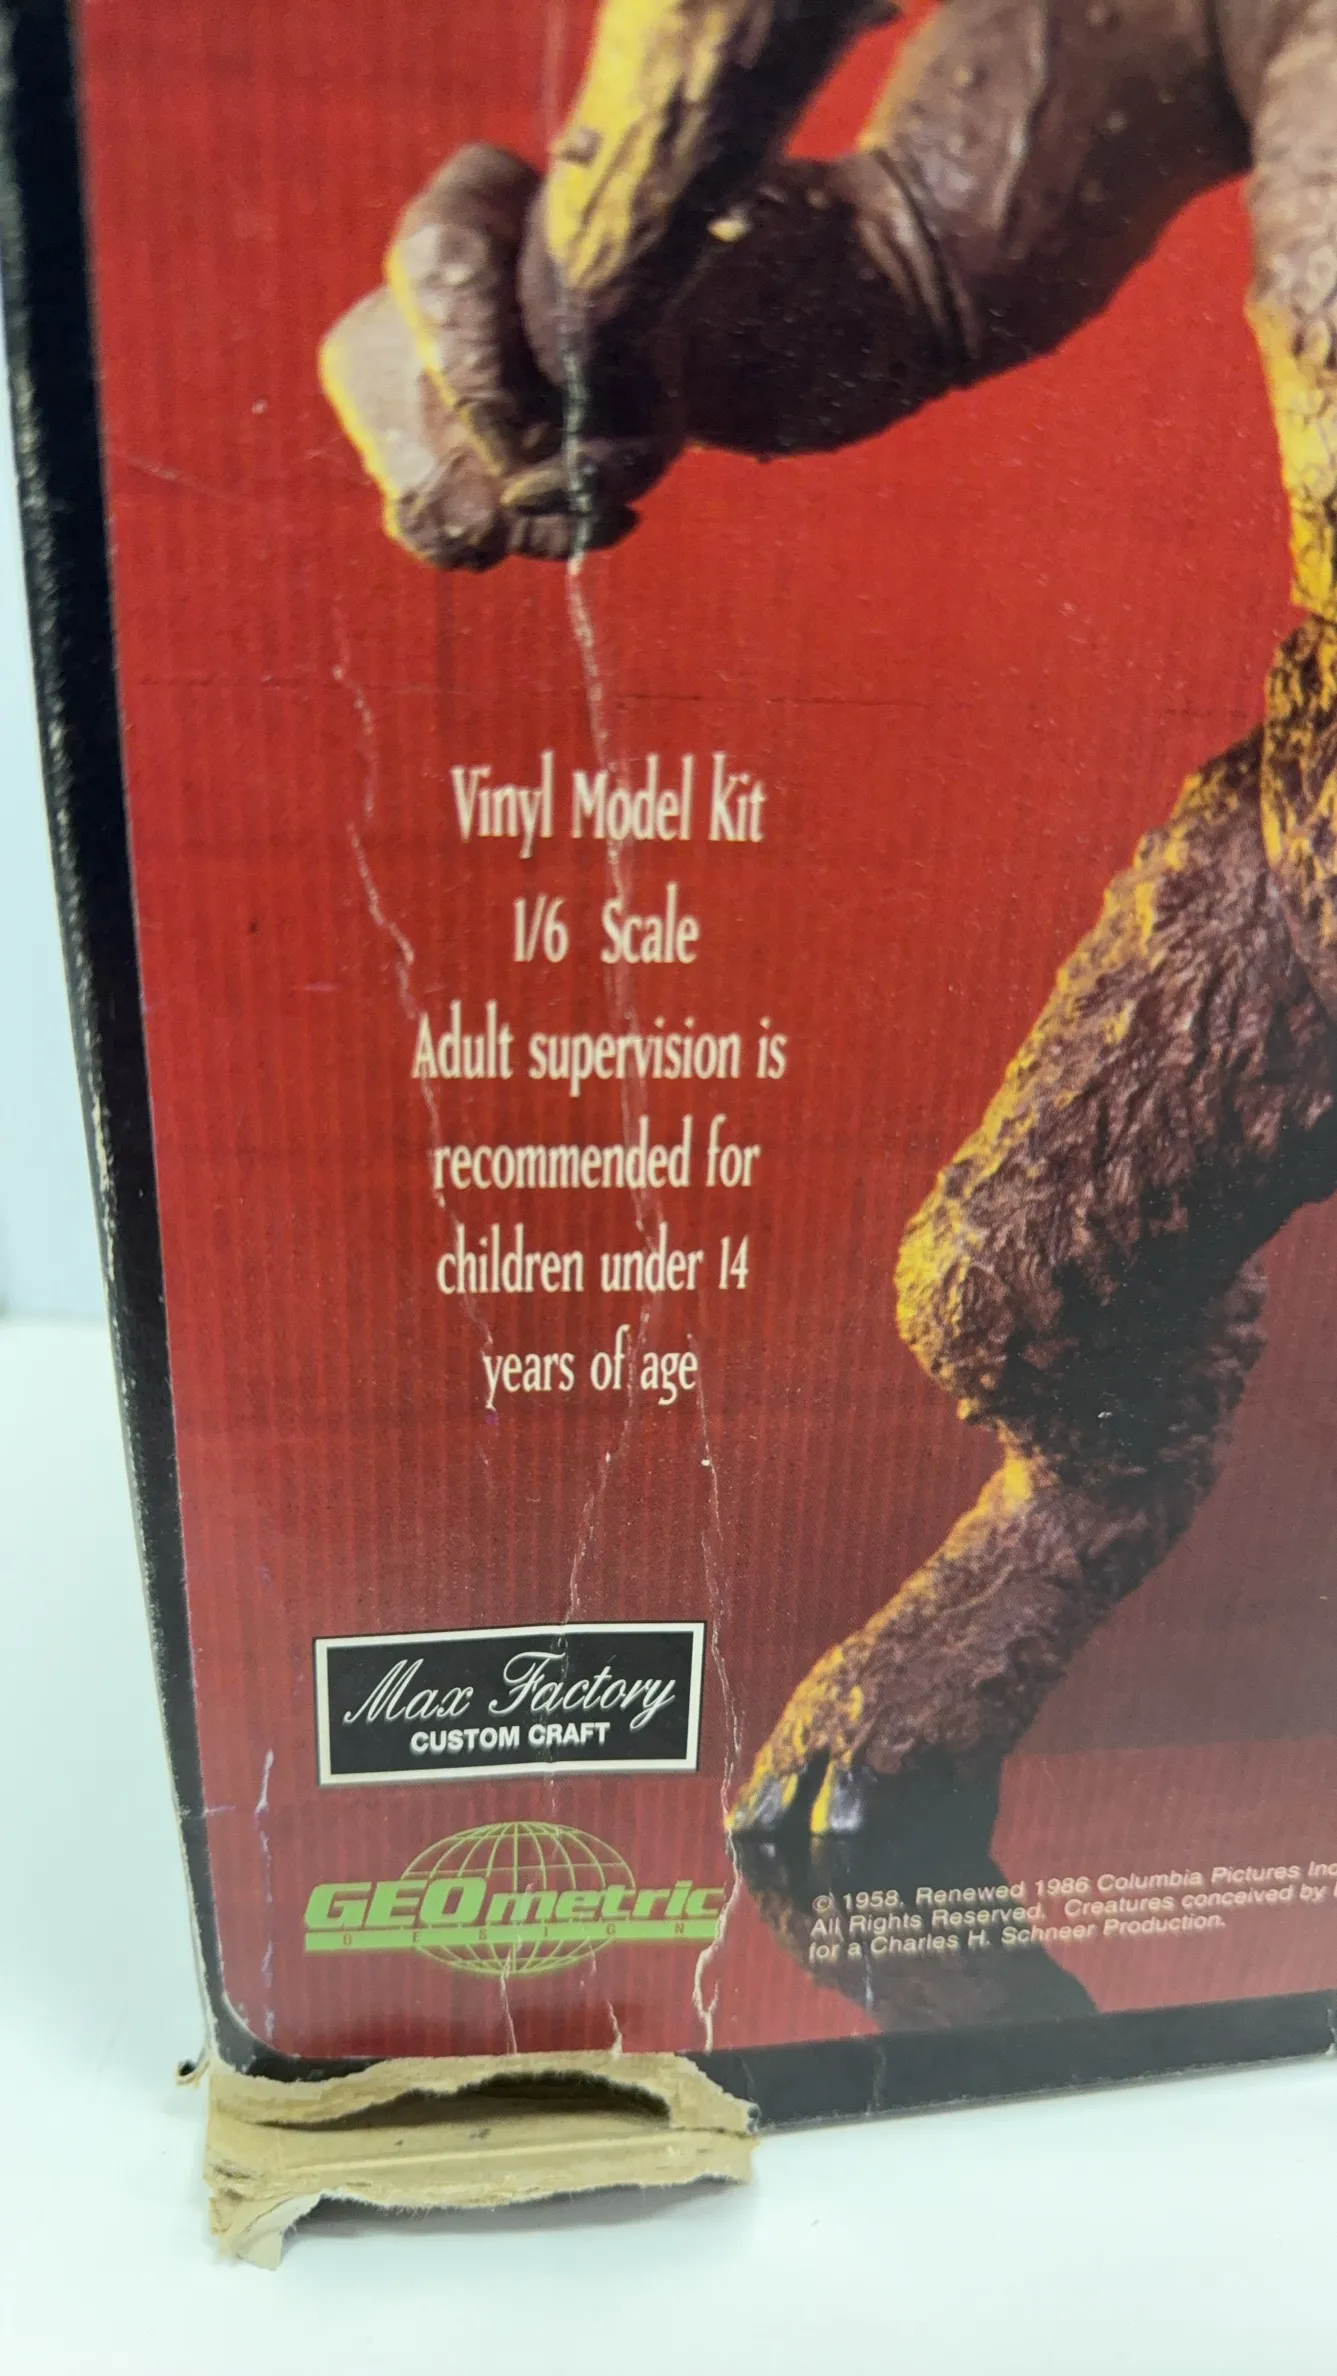 Vinyl Model Kit
1/6 Scale
Adult supervision is
recommended for
children under 14
years of age
Max Factory
CUSTOM CRAFT
GEOmetric
DESIGN
© 1958. Renewed 1986 Columbia Pictures Inc
All Rights Reserved. Creatures conceived by
for a Charles H. Schneer Production.